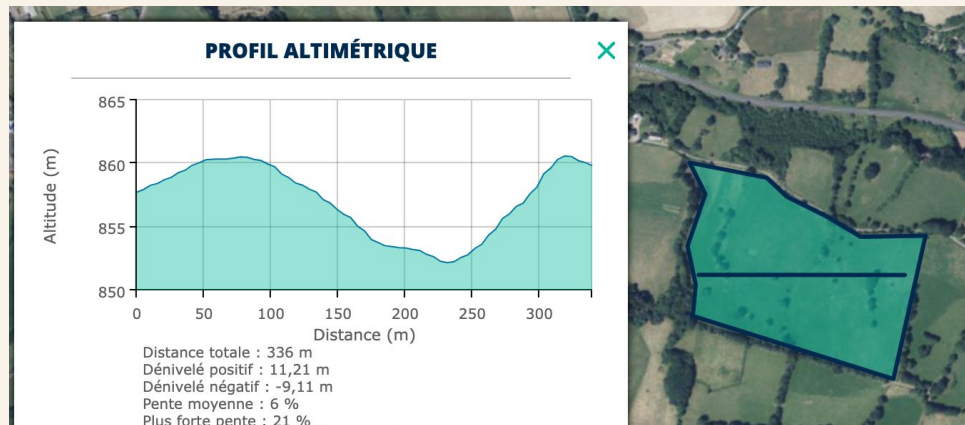 PROFIL ALTIMÉTRIQUE
865
860
855
850
Altitude (m)
0 50 100 150 200 250 300
Distance (m)
Distance totale : 336 m
Dénivelé positif : 11,21 m
Dénivelé négatif : -9,11 m
Pente moyenne : 6 %
Plus forte pente : 21 %